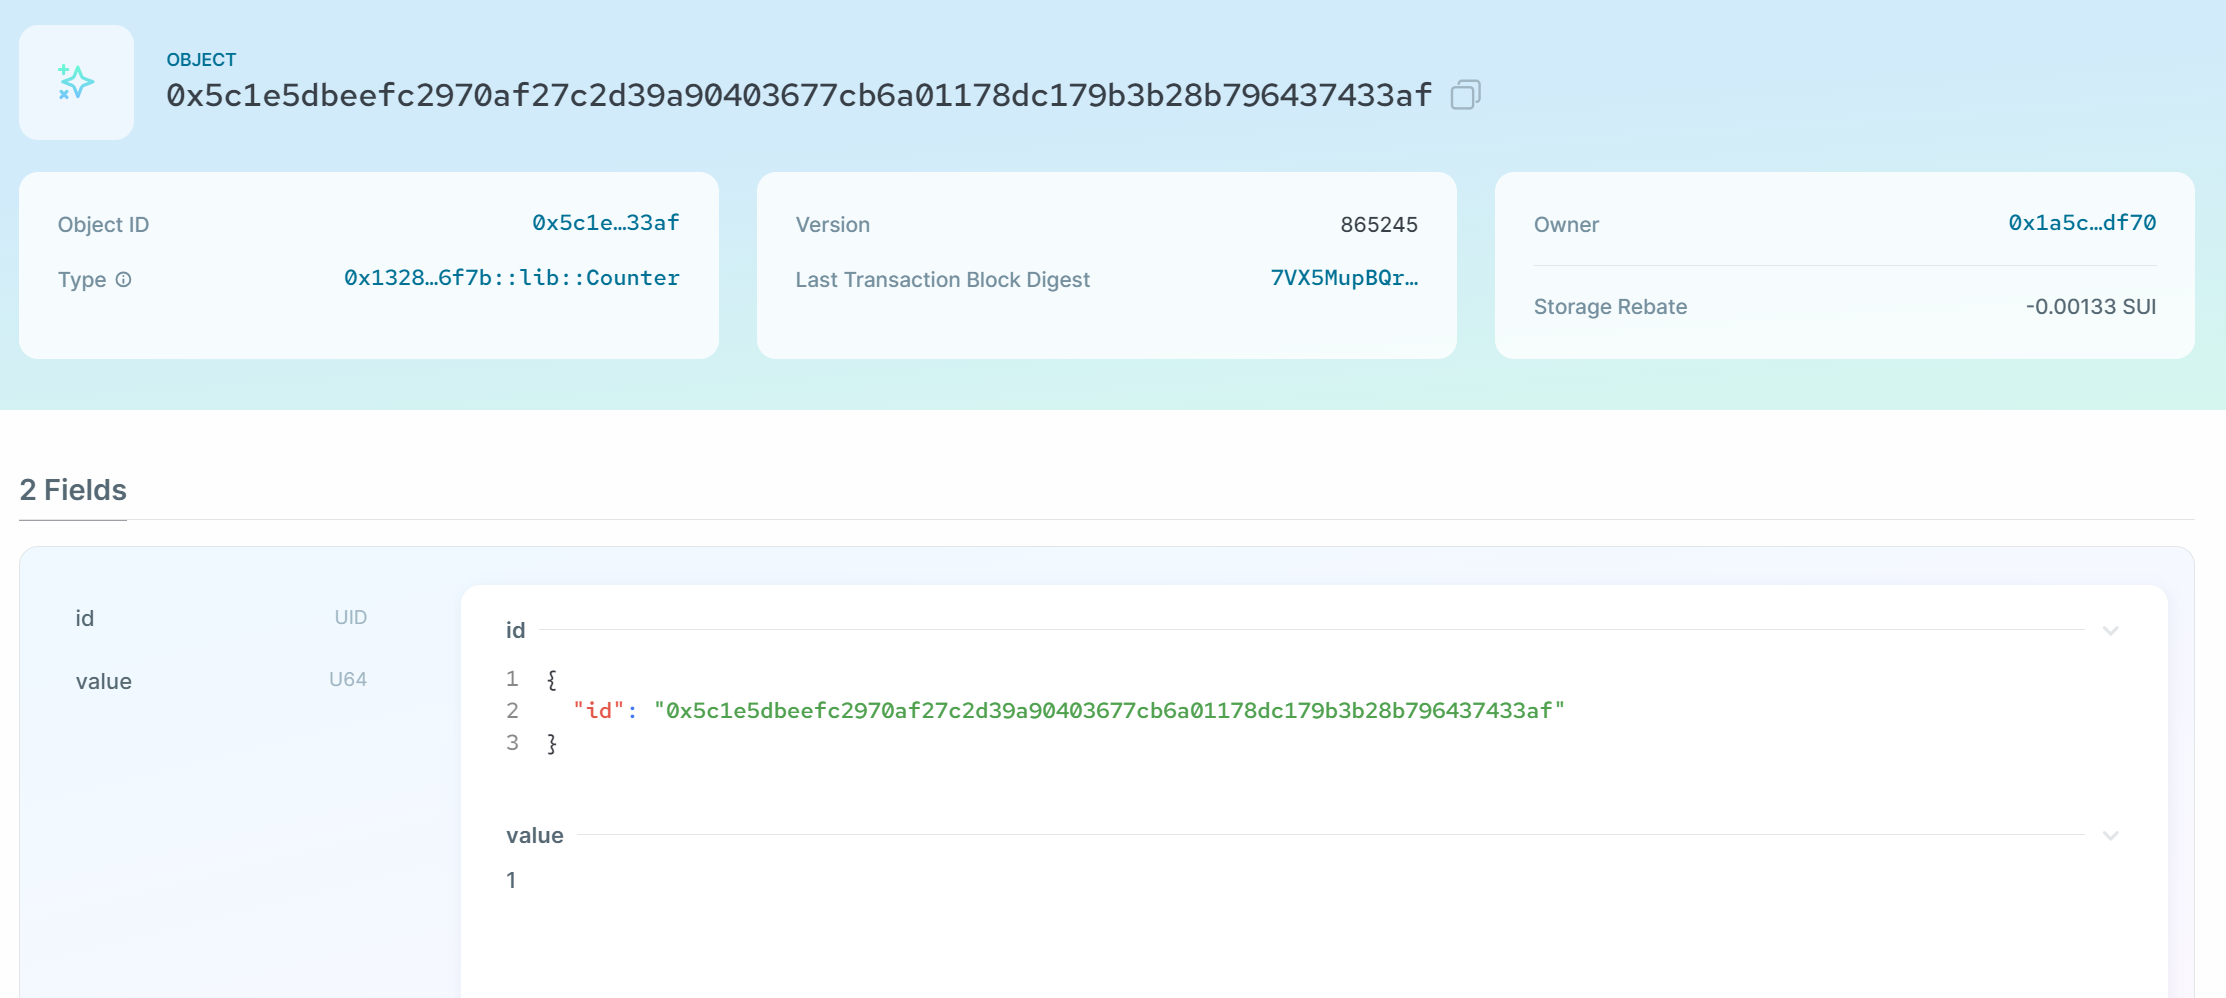 OBJECT
0x5c1e5dbeefc2970af27c2d39a90403677cb6a01178dc179b3b28b796437433af
Object ID 0x5c1e…33af
Type 0x1328…6f7b::lib::Counter
Version 865245
Last Transaction Block Digest 7VX5MupBQr…
Owner 0x1a5c…df70
Storage Rebate -0.00133 SUI
2 Fields
id UID
value U64
id
1 {
2 "id": "0x5c1e5dbeefc2970af27c2d39a90403677cb6a01178dc179b3b28b796437433af"
3 }
value
1